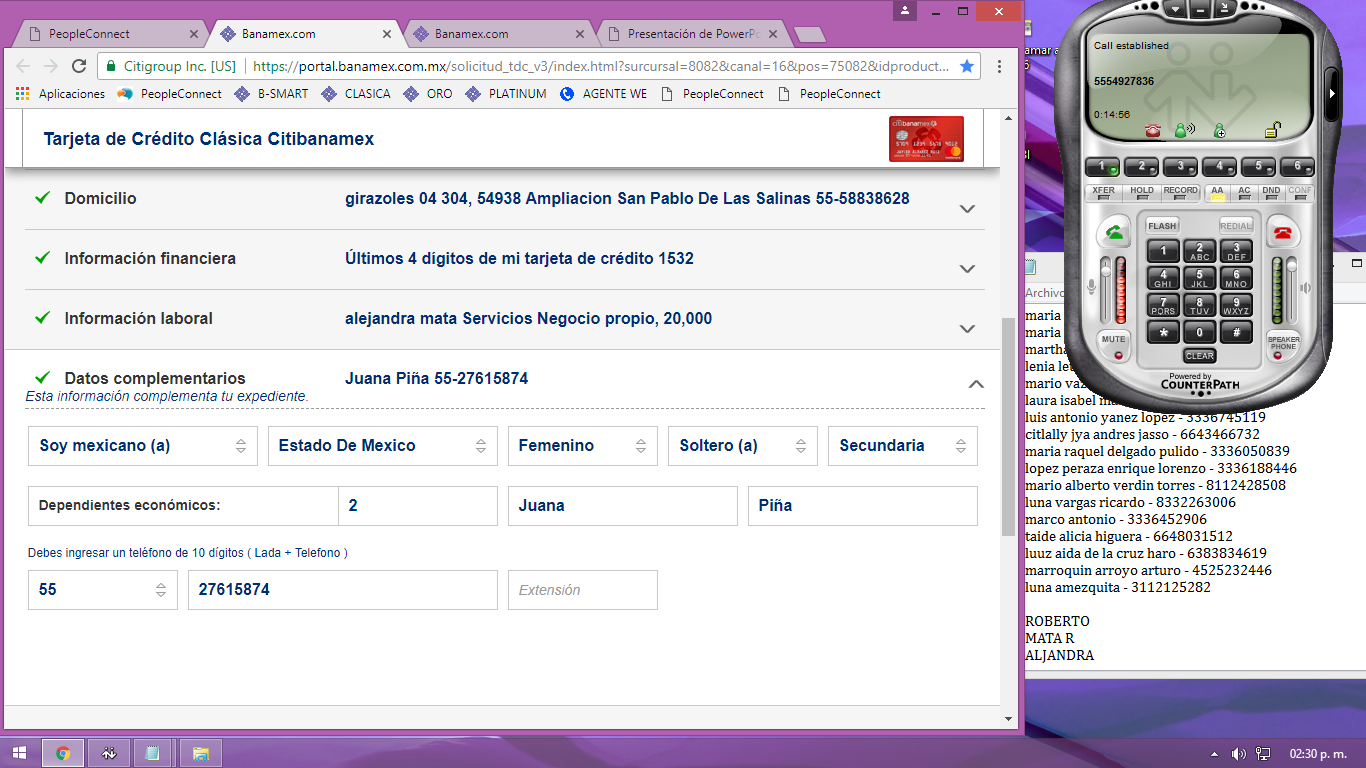 PeopleConnect
Banamex.com
Banamex.com
Presentación de PowerPo
Citigroup Inc. [US]
https://portal.banamex.com.mx/solicitud_tdc_v3/index.html?sursursal=8082&canal=16&pos=75082&idproduct...
Aplicaciones
PeopleConnect
B-SMART
CLASICA
ORO
PLATINUM
AGENTE WE
PeopleConnect
PeopleConnect
Tarjeta de Crédito Clásica Citibanamex
Domicilio
girazoles 04 304, 54938 Ampliacion San Pablo De Las Salinas 55-58838628
Información financiera
Últimos 4 dígitos de mi tarjeta de crédito 1532
Información laboral
alejandra mata Servicios Negocio propio, 20,000
Datos complementarios
Juana Piña 55-27615874
Esta información complementa tu expediente.
Soy mexicano (a)
Estado De Mexico
Femenino
Soltero (a)
Secundaria
Dependientes económicos:
2
Juana
Piña
Debes ingresar un teléfono de 10 dígitos ( Lada + Telefono )
55
27615874
Extensión
Call established
5554927836
0:14:56
1 2 3 4 5 6
XFER HOLD RECORD AA AC DND CONF
FLASH
REDIAL
1
2 ABC
3 DEF
4 GHI
5 JKL
6 MNO
7 PQRS
8 TUV
9 WXYZ
*
0
#
MUTE
CLEAR
SPEAKER PHONE
Powered by
COUNTERPATH
Archivo
maria
maria
martha
lenia
mario
laura isabel
luis antonio yanez lopez - 3336745119
citlally jya andres jasso - 6643466732
maria raquel delgado pulido - 3336050839
lopez peraza enrique lorenzo - 3336188446
mario alberto verdin torres - 8112428508
luna vargas ricardo - 8332263006
marco antonio - 3336452906
taide alicia higuera - 6648031512
luuz aida de la cruz haro - 6383834619
marroquin arroyo arturo - 4525232446
luna amezquita - 3112125282
ROBERTO
MATA R
ALJANDRA
02:30 p. m.